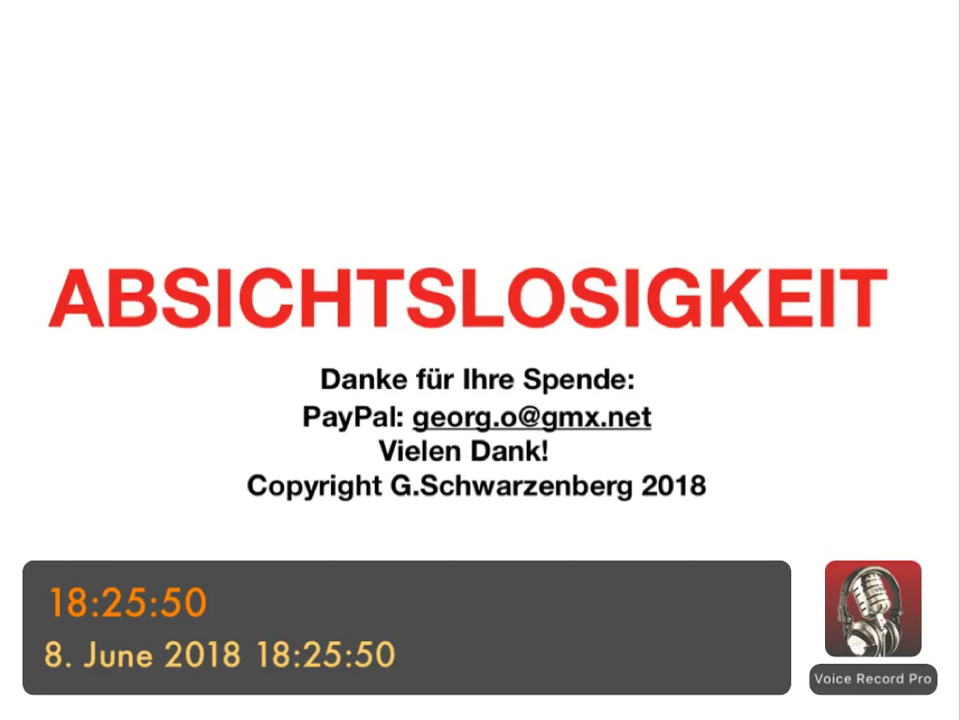 ABSICHTSLOSIGKEIT
Danke für Ihre Spende:
PayPal: georg.o@gmx.net
Vielen Dank!
Copyright G.Schwarzenberg 2018
18:25:50
8. June 2018 18:25:50
Voice Record Pro